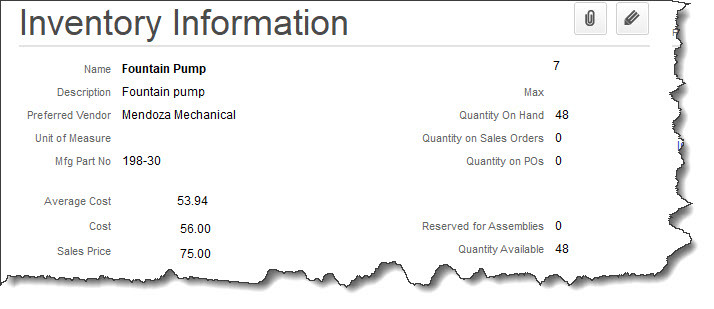 Inventory Information
Name Fountain Pump 7
Description Fountain pump Max
Preferred Vendor Mendoza Mechanical Quantity On Hand 48
Unit of Measure Quantity on Sales Orders 0
Mfg Part No 198-30 Quantity on POs 0
Average Cost 53.94
Cost 56.00 Reserved for Assemblies 0
Sales Price 75.00 Quantity Available 48